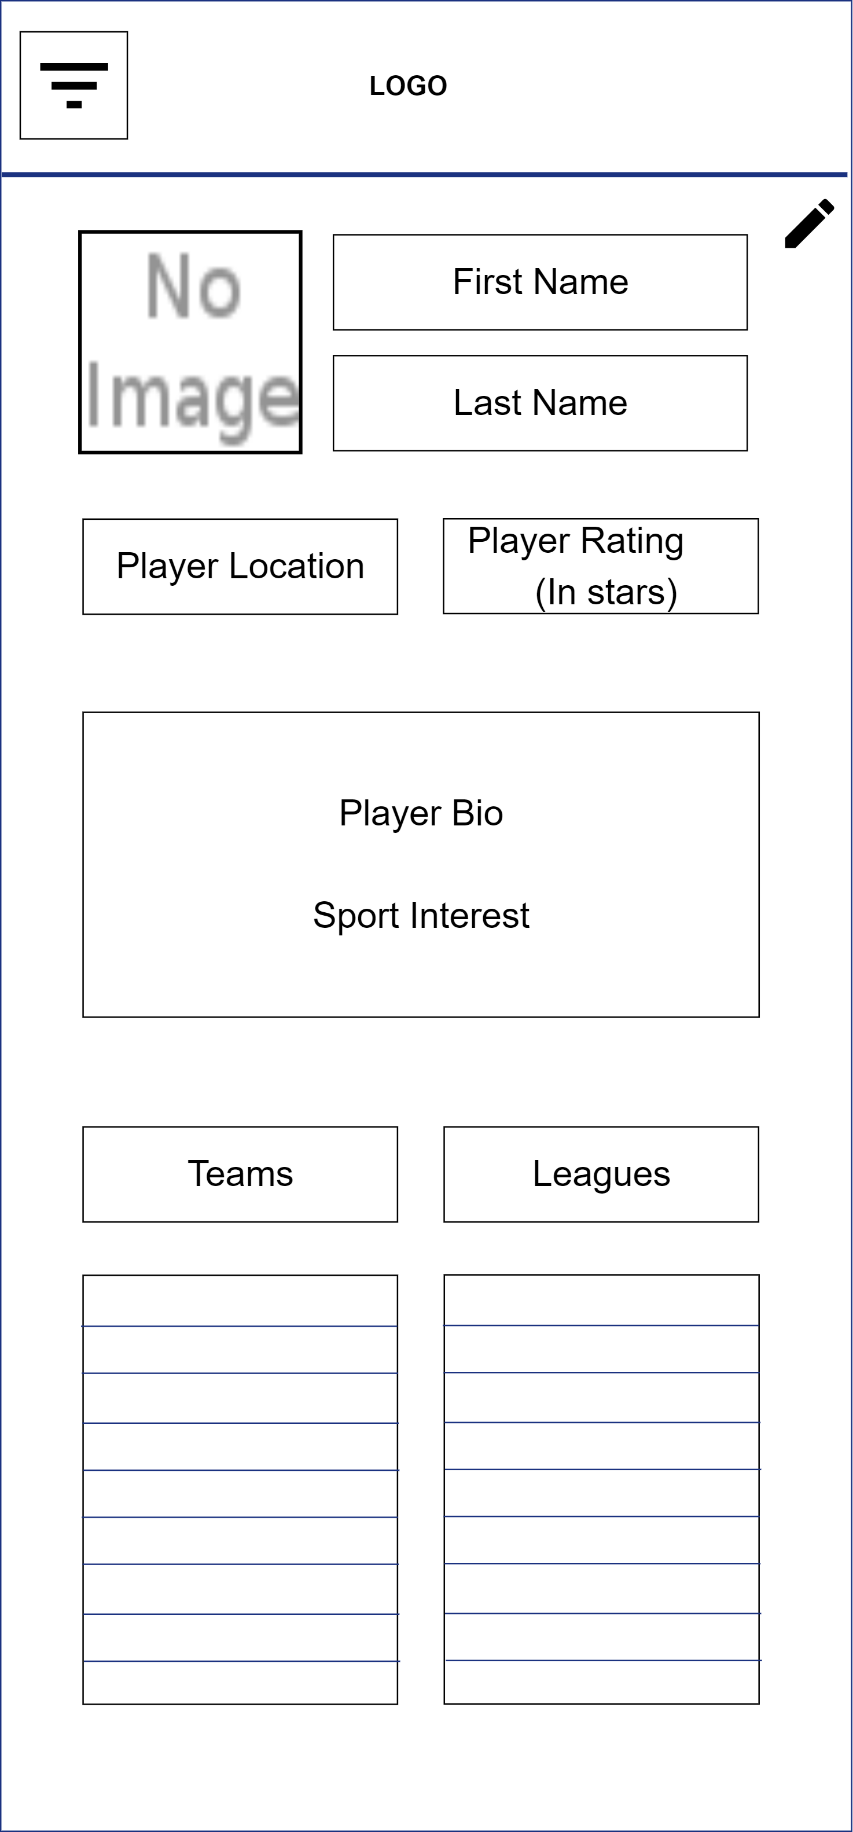 LOGO
No
Image
First Name
Last Name
Player Location
Player Rating
(In stars)
Player Bio
Sport Interest
Teams
Leagues